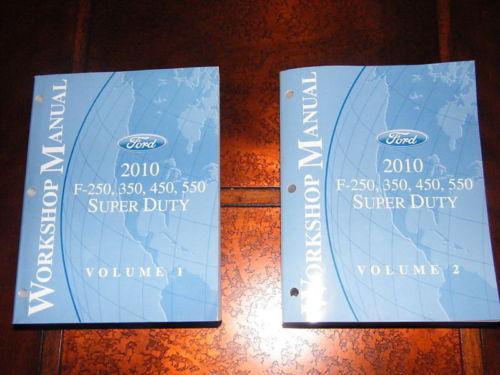 WORKSHOP MANUAL
Ford
2010
F-250, 350, 450, 550
SUPER DUTY
VOLUME 1
WORKSHOP MANUAL
Ford
2010
F-250, 350, 450, 550
SUPER DUTY
VOLUME 2